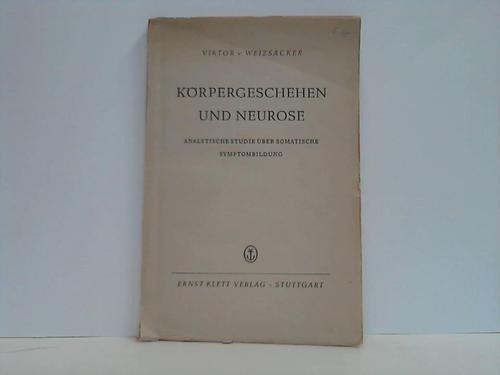 VIKTOR v WEIZSÄCKER
KÖRPERGESCHEHEN
UND NEUROSE
ANALYTISCHE STUDIE ÜBER SOMATISCHE
SYMPTOMBILDUNG
ERNST KLETT VERLAG - STUTTGART